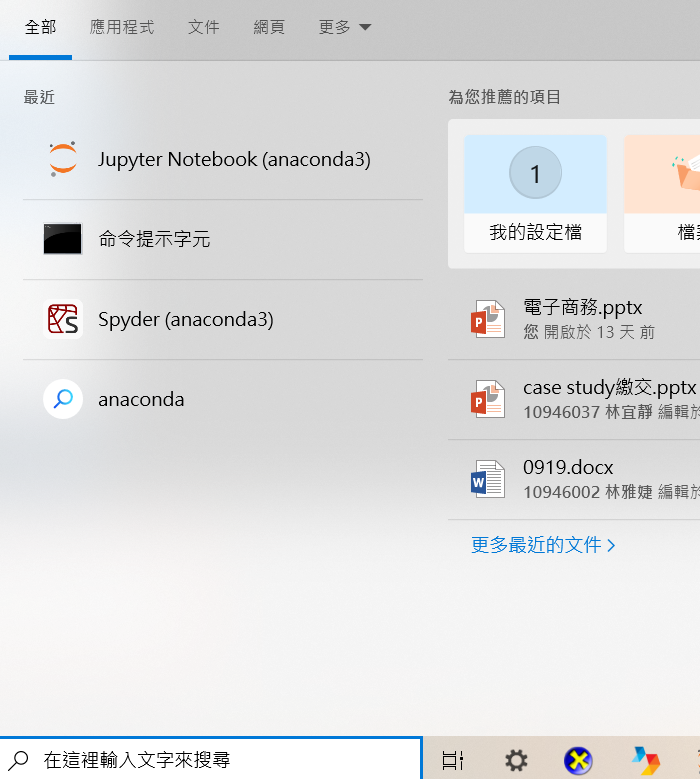 全部 應用程式 文件 網頁 更多
最近
Jupyter Notebook (anaconda3)
命令提示字元
Spyder (anaconda3)
anaconda
為您推薦的項目
1
我的設定檔
電子商務.pptx
您 開啟於 13 天 前
case study繳交.pptx
10946037 林宜靜 編輯於
0919.docx
10946002 林雅婕 編輯於
更多最近的文件
在這裡輸入文字來搜尋